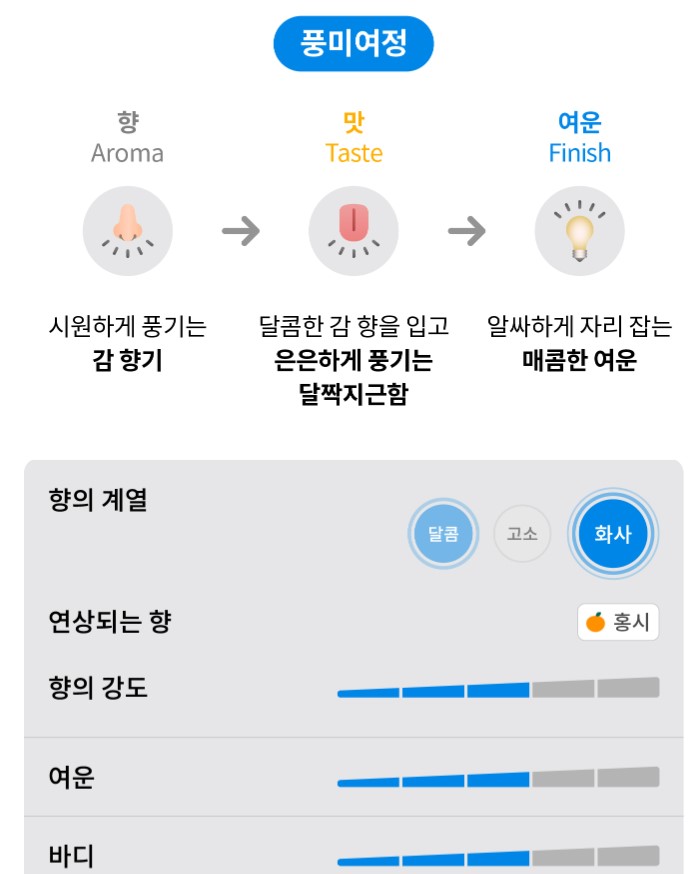 풍미여정
향
Aroma
맛
Taste
여운
Finish
시원하게 풍기는
감 향기
달콤한 감 향을 입고
은은하게 풍기는
달짝지근함
알싸하게 자리 잡는
매콤한 여운
향의 계열
달콤
고소
화사
연상되는 향
홍시
향의 강도
여운
바디